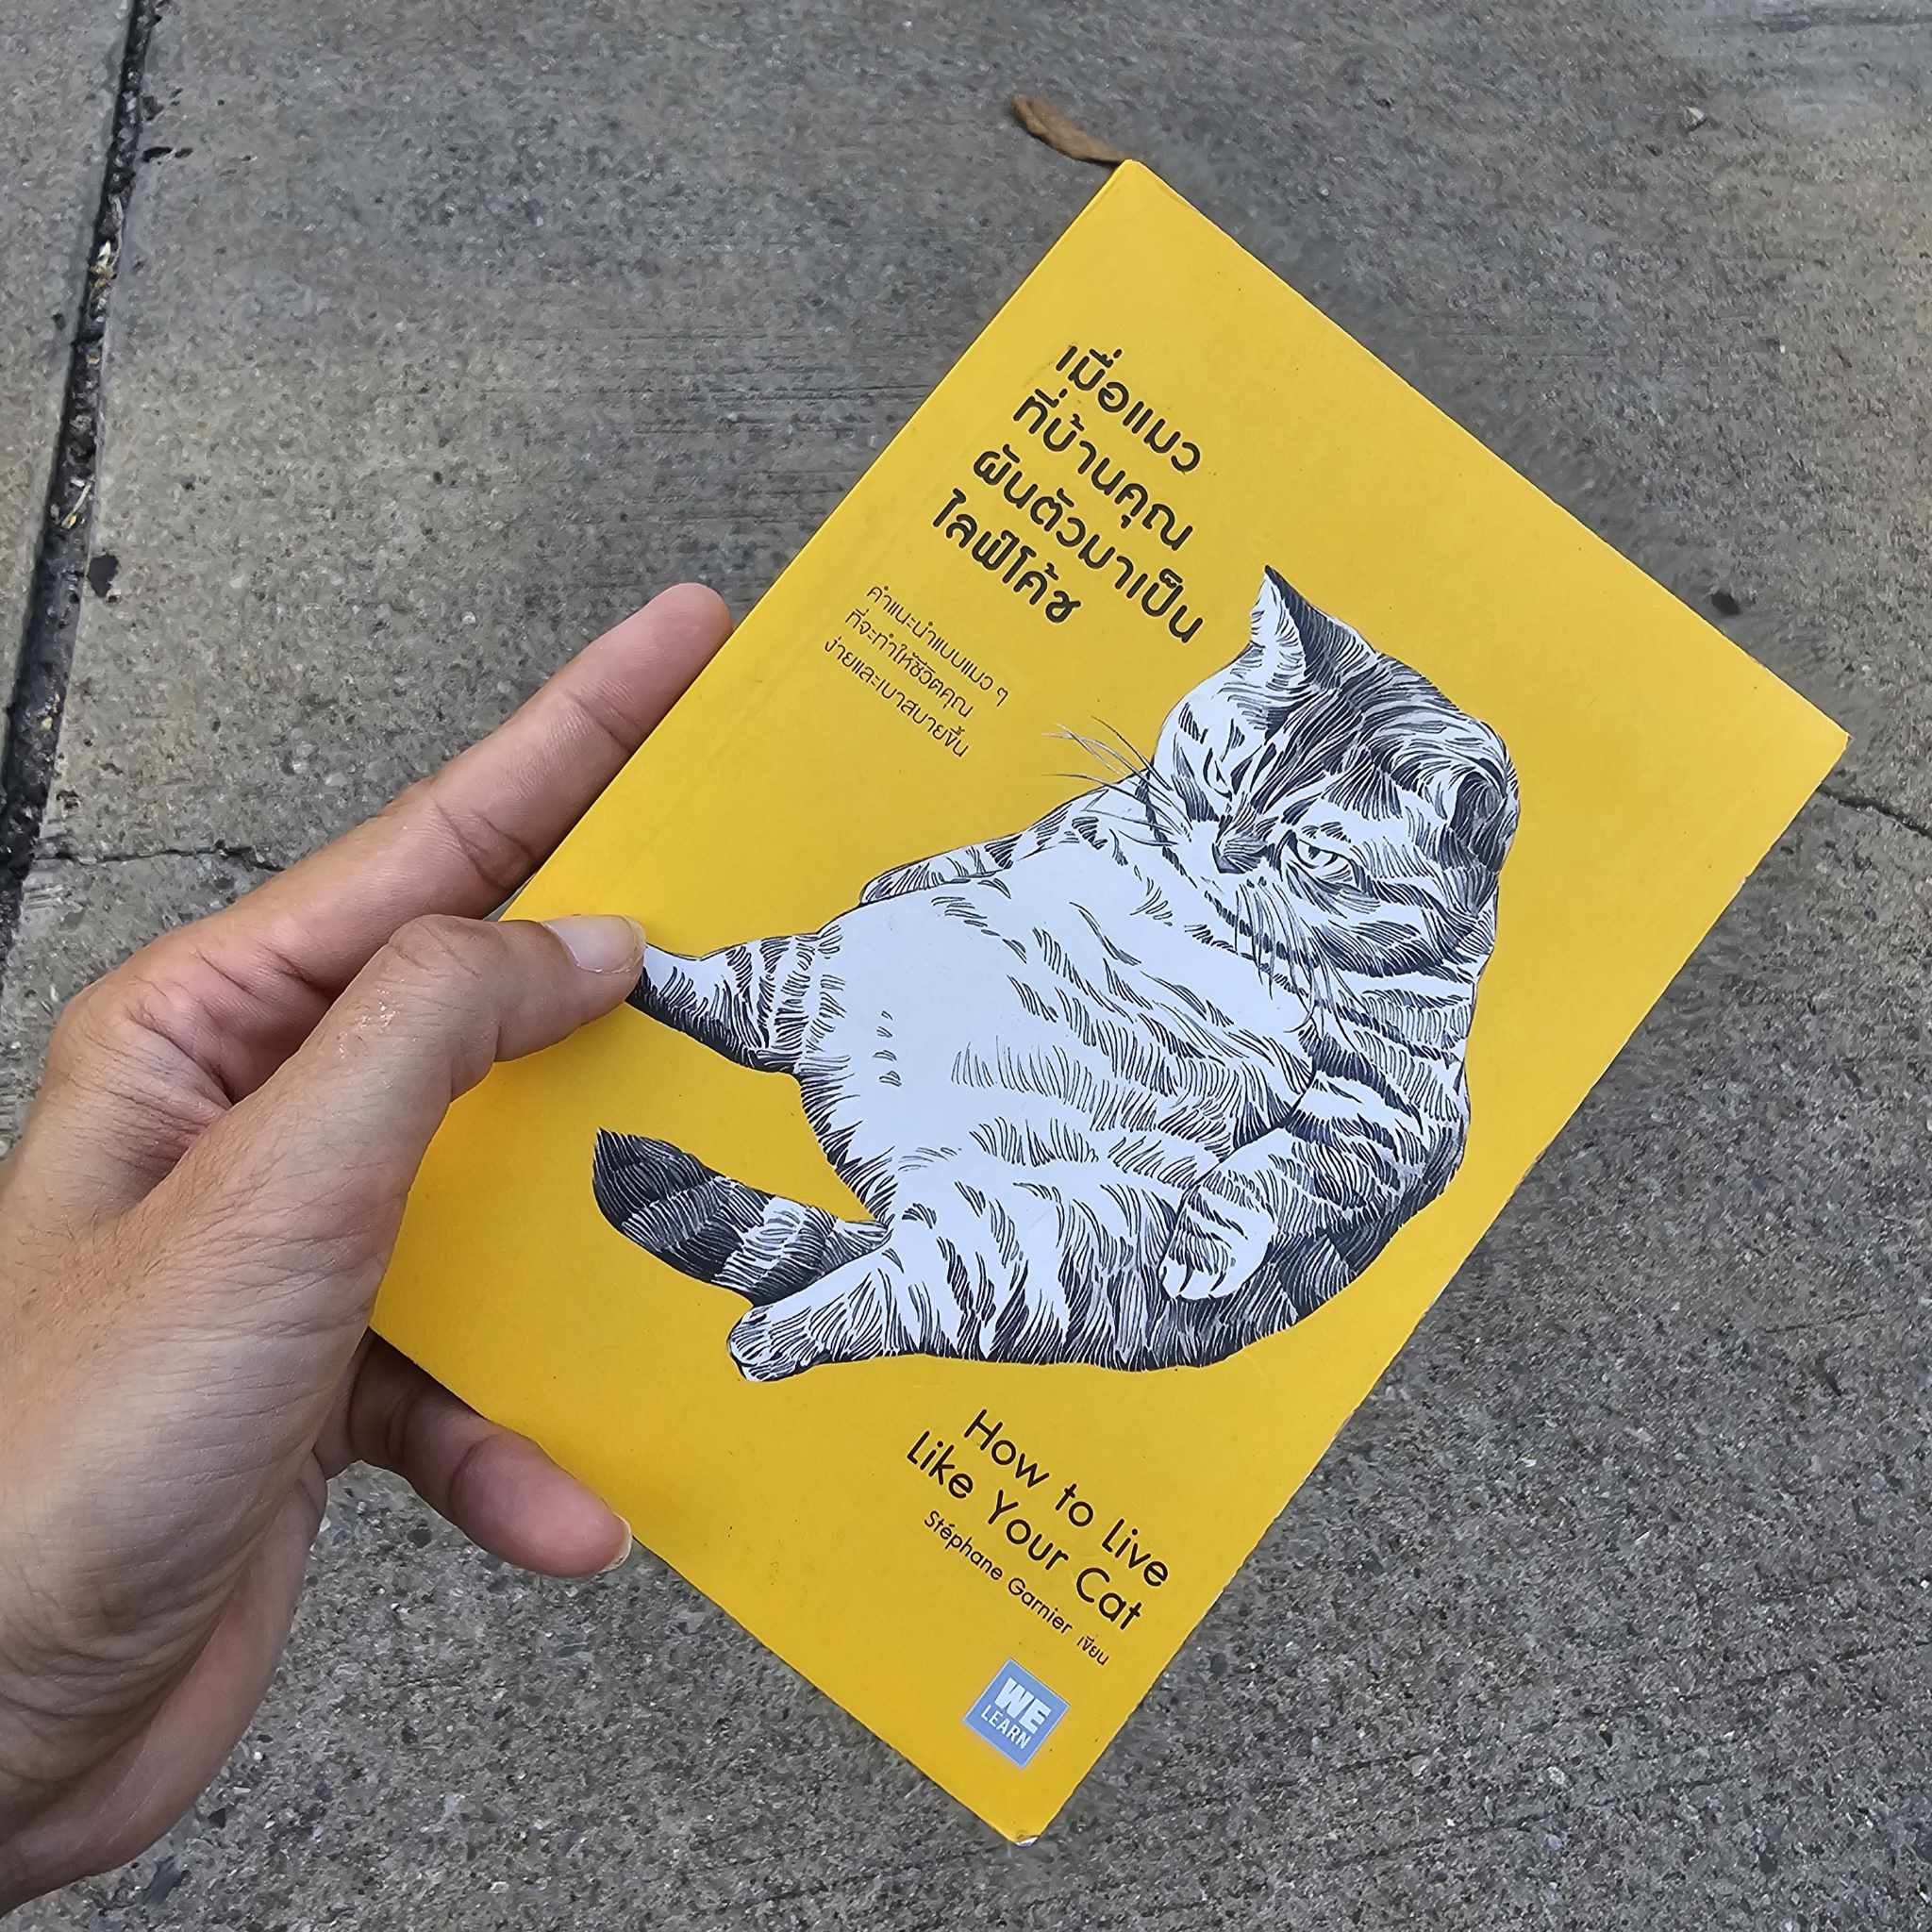 เมื่อแมว
ที่บ้านคุณ
ผันตัวมาเป็น
ไลฟ์โค้ช
คำแนะนำแบบแมว ๆ
ที่จะทำให้ชีวิตคุณ
ง่ายและเบาสบายขึ้น
How to Live
Like Your Cat
Stéphane Garnier เขียน
WE
LEARN